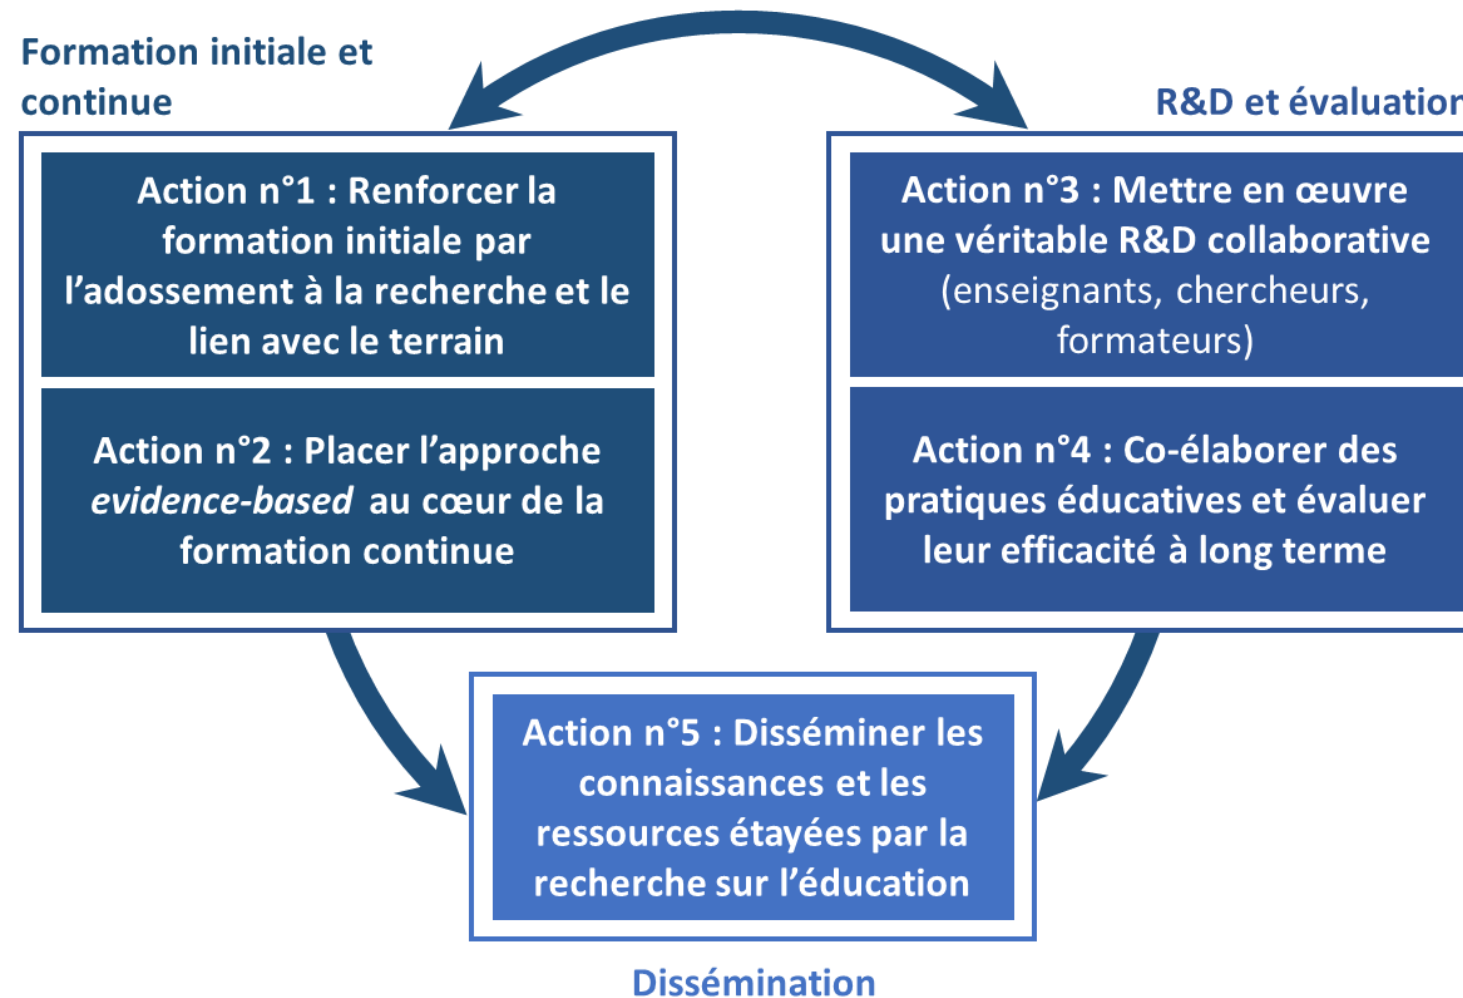 Formation initiale et
continue
Action n°1 : Renforcer la
formation initiale par
l’adossement à la recherche et le
lien avec le terrain
Action n°2 : Placer l’approche
evidence-based au cœur de la
formation continue
R&D et évaluation
Action n°3 : Mettre en œuvre
une véritable R&D collaborative
(enseignants, chercheurs,
formateurs)
Action n°4 : Co-élaborer des
pratiques éducatives et évaluer
leur efficacité à long terme
Action n°5 : Disséminer les
connaissances et les
ressources étayées par la
recherche sur l’éducation
Dissémination